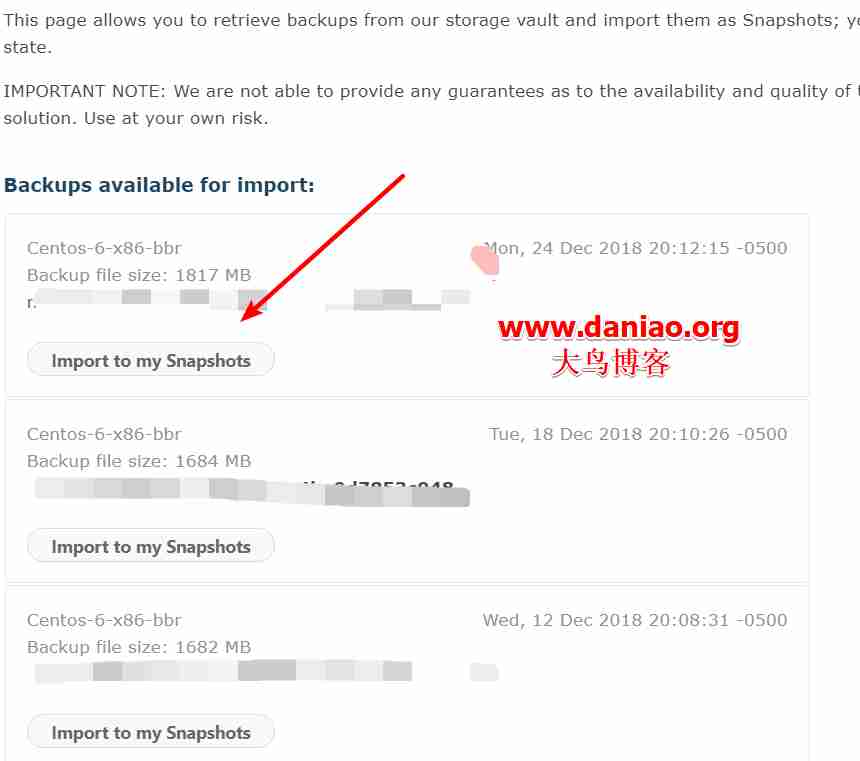 This page allows you to retrieve backups from our storage vault and import them as Snapshots;
state.
IMPORTANT NOTE: We are not able to provide any guarantees as to the availability and quality of
solution. Use at your own risk.
Backups available for import:
Centos-6-x86-bbr
Mon, 24 Dec 2018 20:12:15 -0500
Backup file size: 1817 MB
r.
www.daniao.org
大鸟博客
Import to my Snapshots
Centos-6-x86-bbr
Tue, 18 Dec 2018 20:10:26 -0500
Backup file size: 1684 MB
Import to my Snapshots
Centos-6-x86-bbr
Wed, 12 Dec 2018 20:08:31 -0500
Backup file size: 1682 MB
Import to my Snapshots